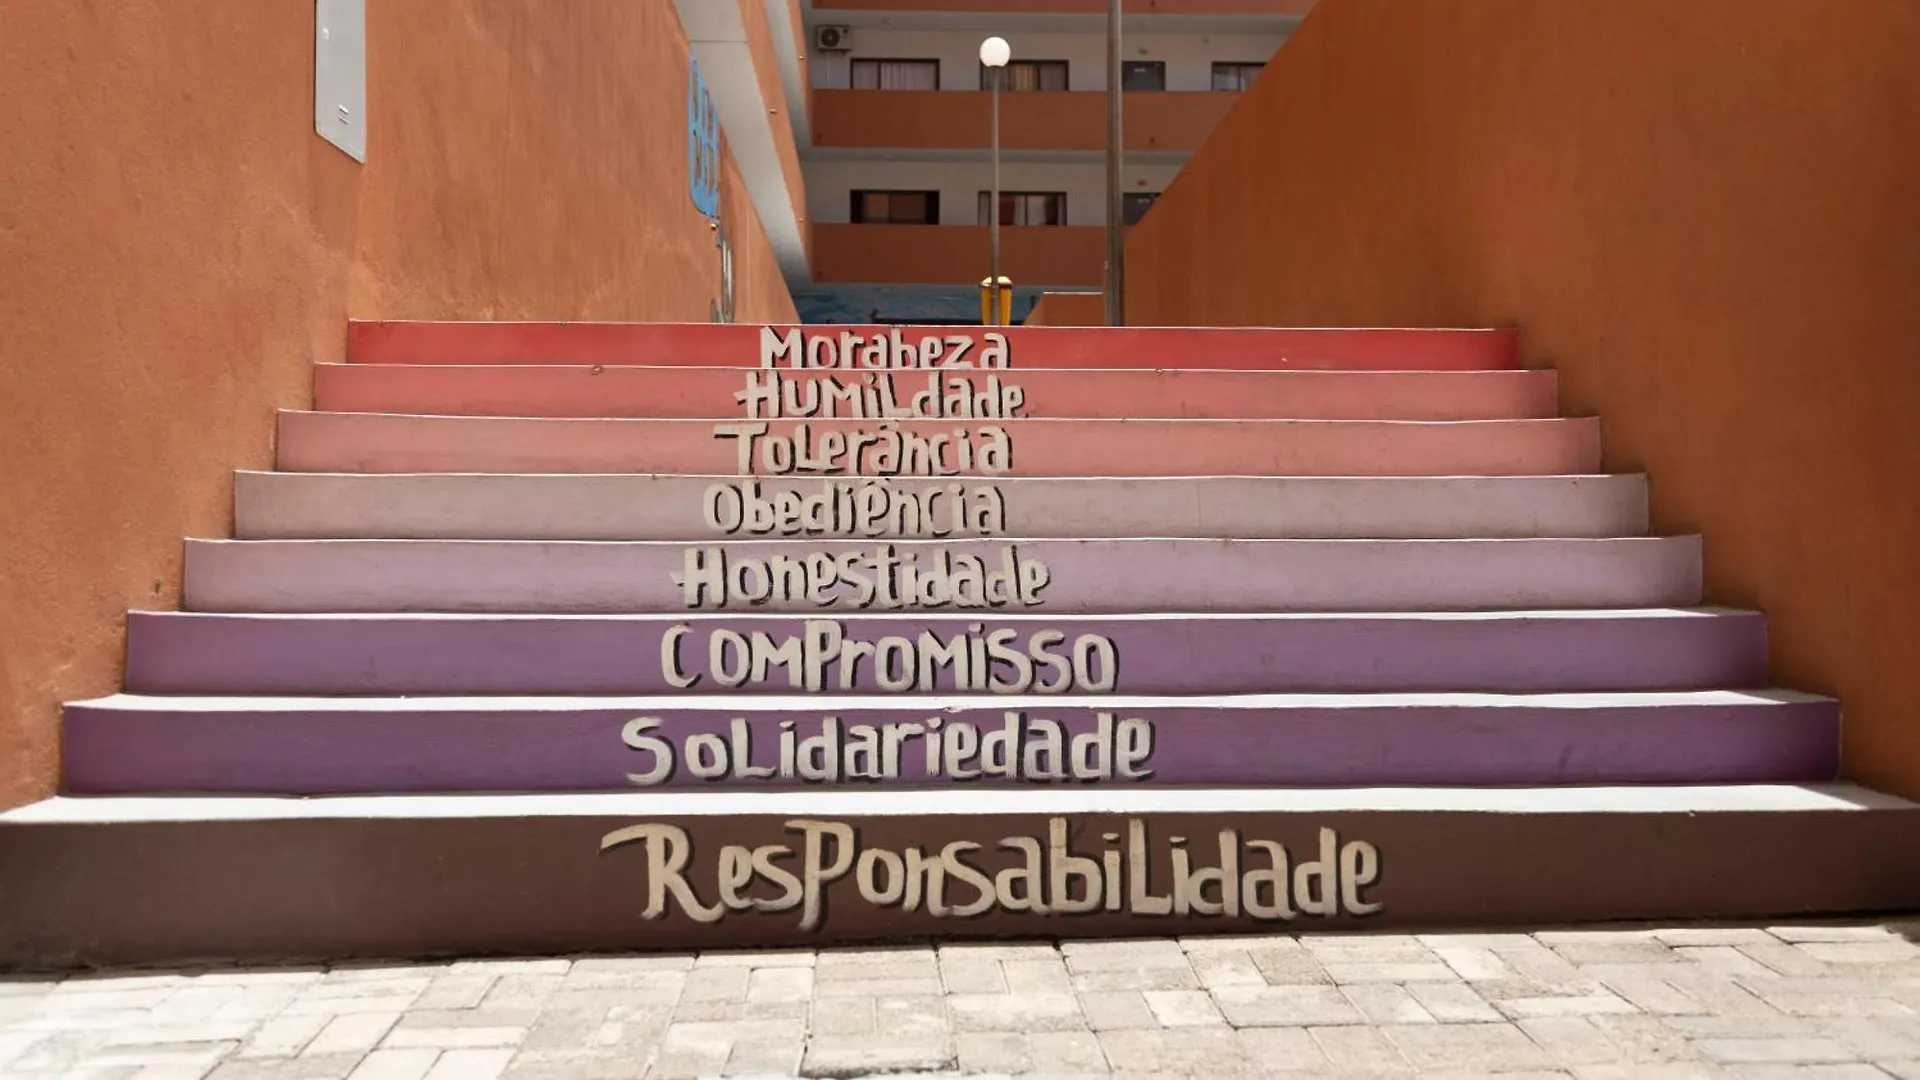 Morabeza
Humildade
Tolerância
Obediência
Honestidade
Compromisso
Solidariedade
Responsabilidade